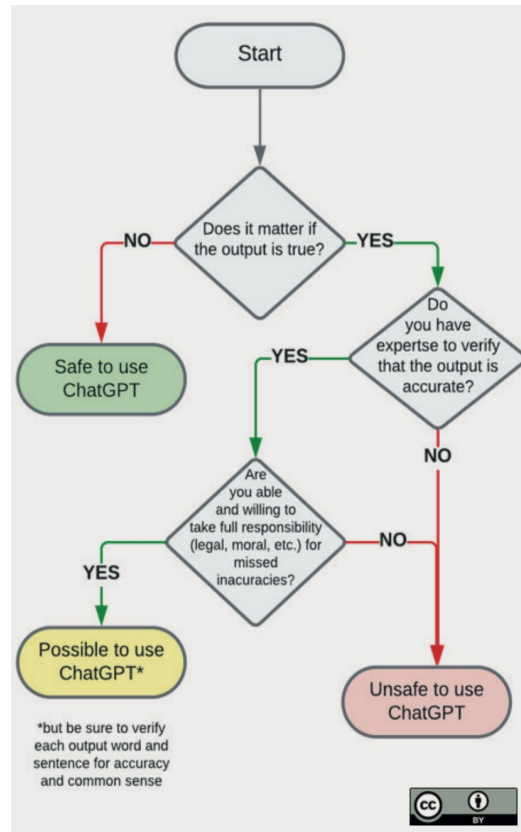 Start
Does it matter if
the output is true?
NO
YES
Safe to use
ChatGPT
Do
you have
expertse to verify
that the output is
accurate?
YES
NO
Are
you able
and willing to
take full responsibility
(legal, moral, etc.) for
missed
inacuracies?
YES
NO
Possible to use
ChatGPT*
Unsafe to use
ChatGPT
*but be sure to verify
each output word and
sentence for accuracy
and common sense
cc
BY